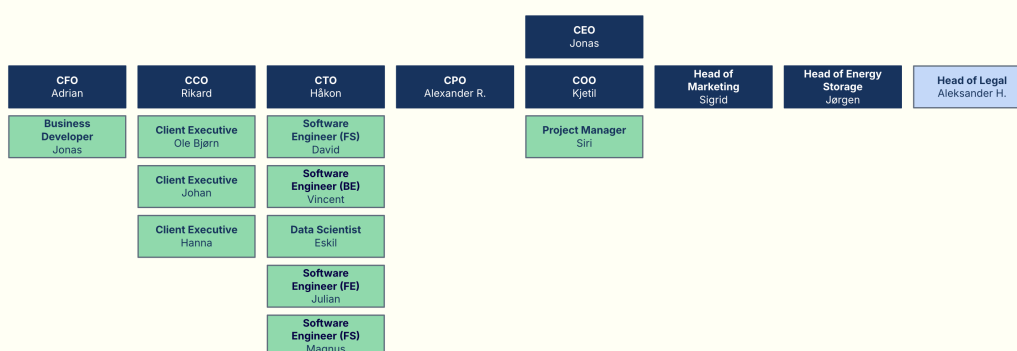 CEO
Jonas
CFO
Adrian
CCO
Rikard
CTO
Håkon
CPO
Alexander R.
COO
Kjetil
Head of
Marketing
Sigrid
Head of Energy
Storage
Jørgen
Head of Legal
Aleksander H.
Business
Developer
Jonas
Client Executive
Ole Bjørn
Software
Engineer (FS)
David
Project Manager
Siri
Client Executive
Johan
Software
Engineer (BE)
Vincent
Client Executive
Hanna
Data Scientist
Eskil
Software
Engineer (FE)
Julian
Software
Engineer (FS)
Magnus